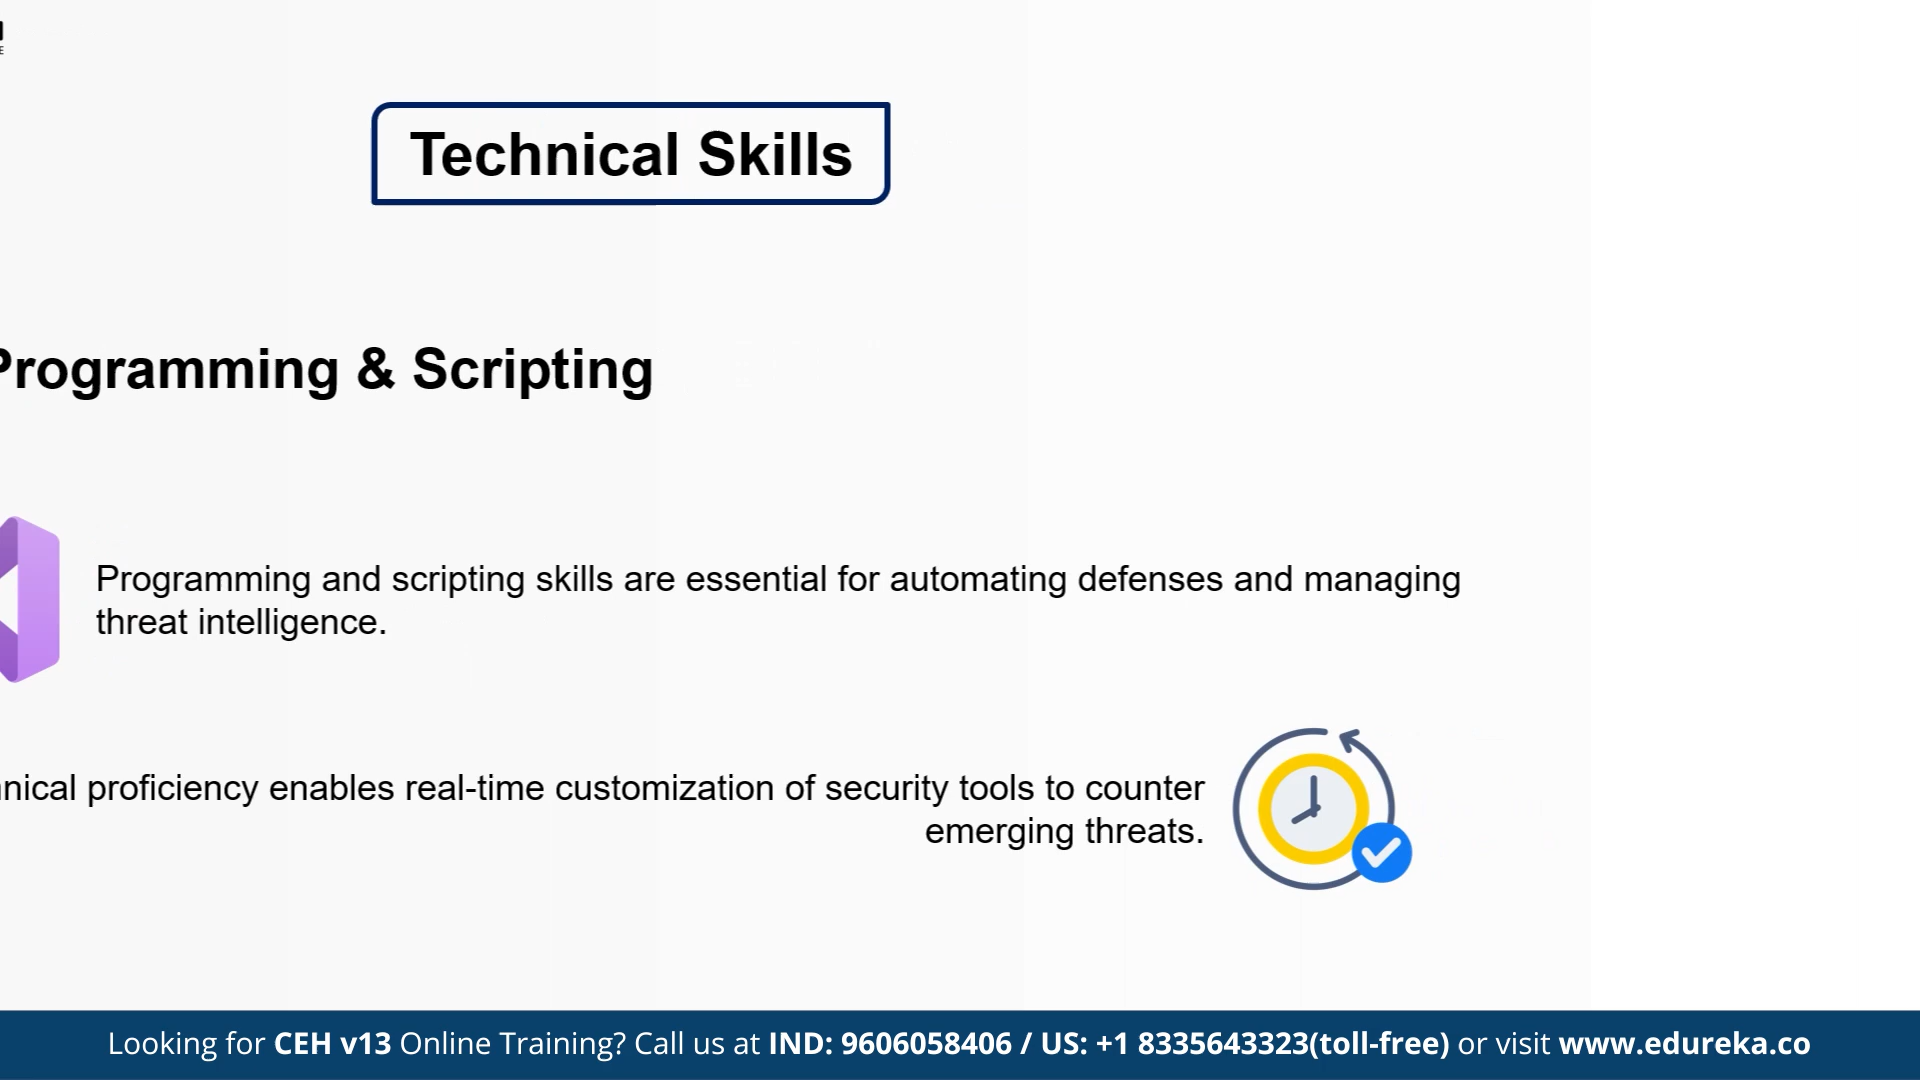 Technical Skills
Programming & Scripting
Programming and scripting skills are essential for automating defenses and managing
threat intelligence.
nical proficiency enables real-time customization of security tools to counter
emerging threats.
Looking for CEH v13 Online Training? Call us at IND: 9606058406 / US: +1 8335643323(toll-free) or visit www.edureka.co